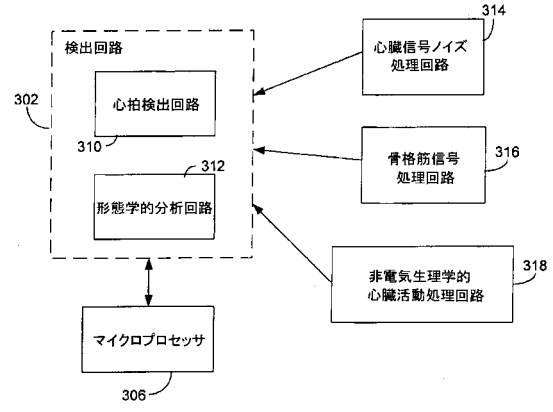 検出回路
302
心拍検出回路
310
312
形態学的分析回路
マイクロプロセッサ
306
314
心臓信号ノイズ
処理回路
骨格筋信号
処理回路
316
非電気生理学的
心臓活動処理回路
318